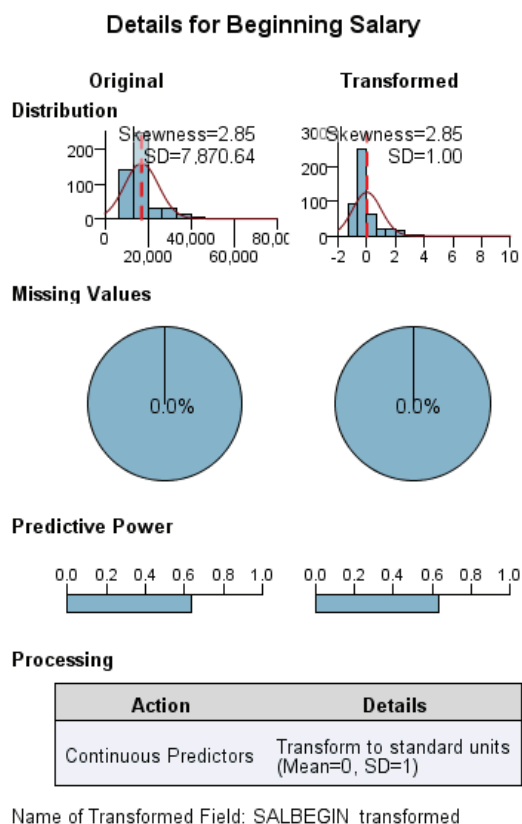 Details for Beginning Salary
Original
Transformed
Distribution
Skewness=2.85
SD=7,870.64
200
100
0
0
20,000
40,000
60,000
80,0
Skewness=2.85
SD=1.00
300
200
100
0
-2
0
2
4
6
8
10
Missing Values
0.0%
0.0%
Predictive Power
0.0 0.2 0.4 0.6 0.8 1.0
0.0 0.2 0.4 0.6 0.8 1.0
Processing
Action
Details
Continuous Predictors
Transform to standard units
(Mean=0, SD=1)
Name of Transformed Field: SALBEGIN_transformed